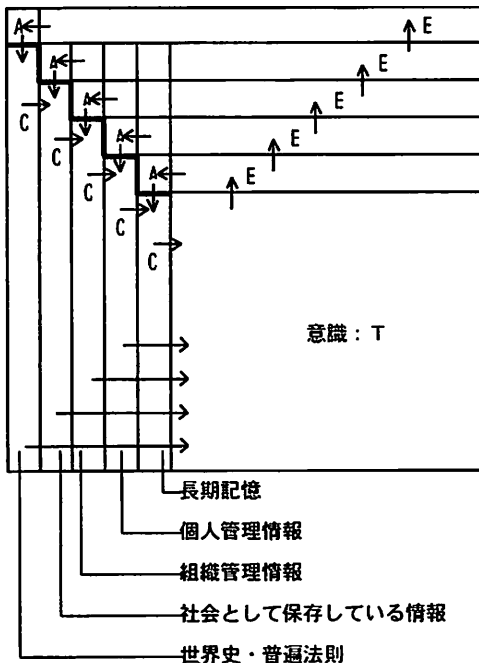 A E
A E
A E
C
A E
C
A E
C
C
C
意識：T
長期記憶
個人管理情報
組織管理情報
社会として保存している情報
世界史・普遍法則